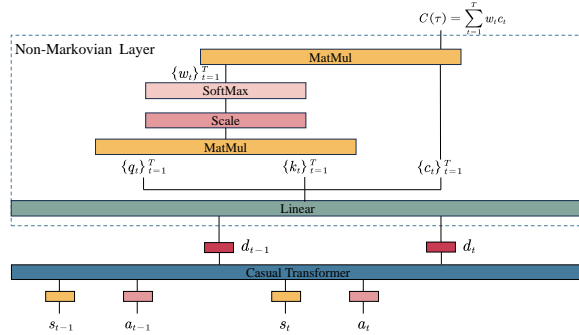 C(τ) = \sum_{t=1}^{T} w_t c_t
Non-Markovian Layer
MatMul
{w_t}_{t=1}^{T}
SoftMax
Scale
MatMul
{q_t}_{t=1}^{T} {k_t}_{t=1}^{T} {c_t}_{t=1}^{T}
Linear
d_{t-1} d_t
Casual Transformer
s_{t-1} a_{t-1} s_t a_t